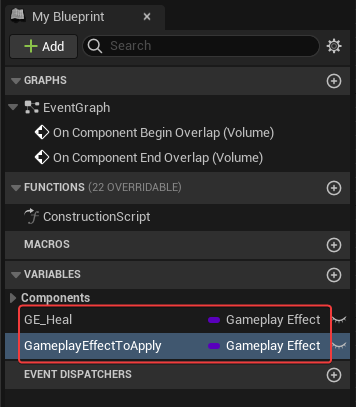 My Blueprint
Add
Search
GRAPHS
EventGraph
On Component Begin Overlap (Volume)
On Component End Overlap (Volume)
FUNCTIONS (22 OVERRIDABLE)
ConstructionScript
MACROS
VARIABLES
Components
GE_Heal Gameplay Effect
GameplayEffectToApply Gameplay Effect
EVENT DISPATCHERS